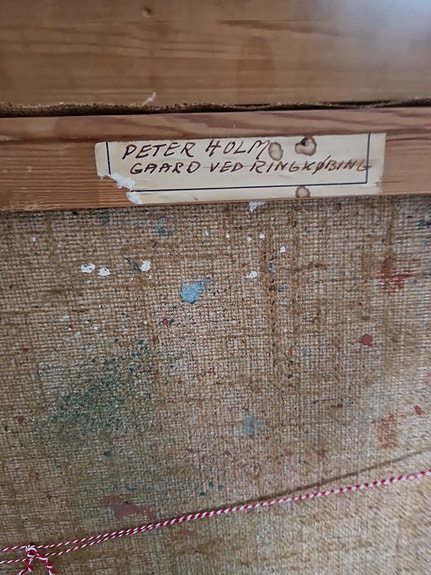 PETER HOLM
GAARD VED RINGKØBING